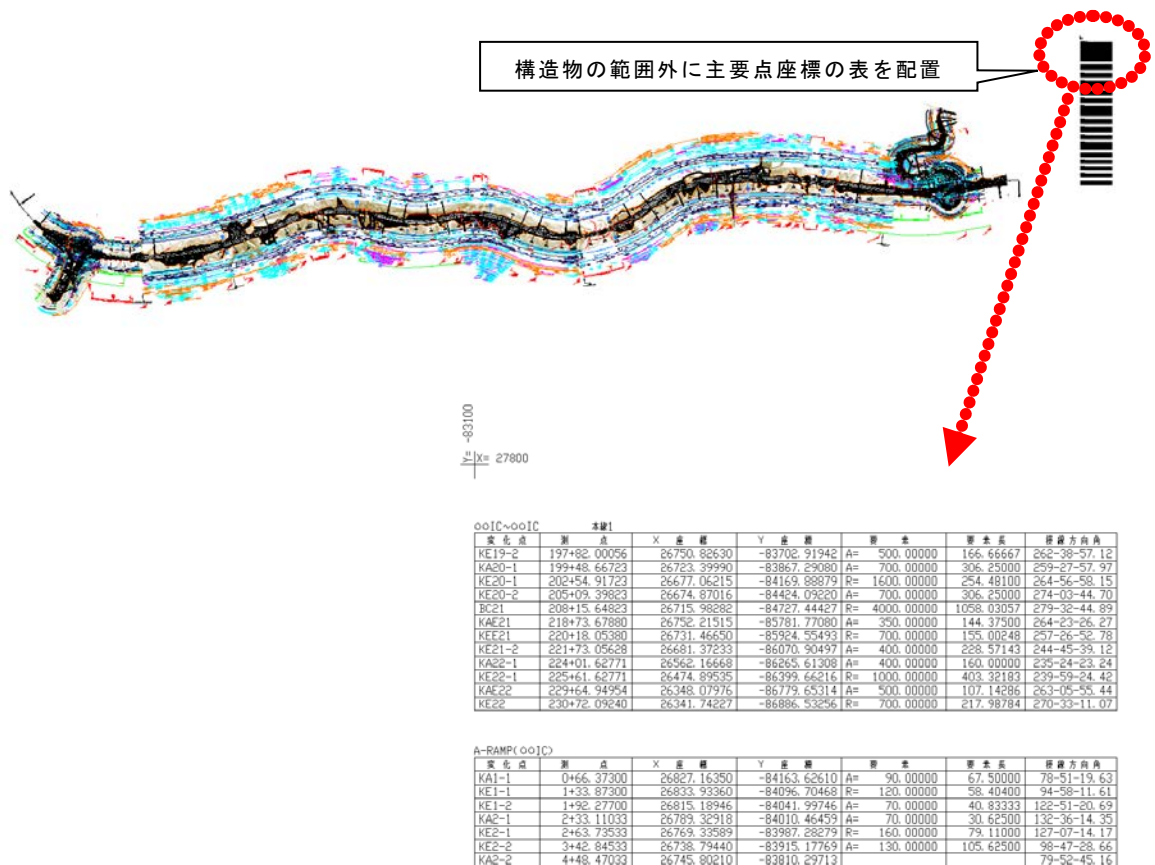 構造物の範囲外に主要点座標の表を配置
Y= -83100
X= 27800
○○IC~○○IC 本線1
変化点 測点 X座標 Y座標 要素 要素長 接線方向角
KE19-2 197+82.00056 26750.82630 -83702.91942 A= 500.00000 166.66667 262-38-57.12
KA20-1 199+48.66723 26723.39990 -83867.29080 A= 700.00000 306.25000 259-27-57.97
KE20-1 202+54.91723 26677.06215 -84169.88879 R= 1600.00000 254.48100 264-56-58.15
KE20-2 205+09.39823 26674.87016 -84424.09220 A= 700.00000 306.25000 274-03-44.70
BC21 208+15.64823 26715.98282 -84727.44427 R= 4000.00000 1058.03057 279-32-44.89
KAE21 218+73.67880 26752.21515 -85781.77080 A= 350.00000 144.37500 264-23-26.27
KEE21 220+18.05380 26731.46650 -85924.55493 R= 700.00000 155.00248 257-26-52.78
KE21-2 221+73.05628 26681.37233 -86070.90497 A= 400.00000 228.57143 244-45-39.12
KA22-1 224+01.62771 26562.16668 -86265.61308 A= 400.00000 160.00000 235-24-23.24
KE22-1 225+61.62771 26474.89535 -86399.66216 R= 1000.00000 403.32183 239-59-24.42
KAE22 229+64.94954 26348.07976 -86779.65314 A= 500.00000 107.14286 263-05-55.44
KE22 230+72.09240 26341.74227 -86886.53256 R= 700.00000 217.98784 270-33-11.07
A-RAMP(○○IC)
変化点 測点 X座標 Y座標 要素 要素長 接線方向角
KA1-1 0+66.37300 26827.16350 -84163.62610 A= 90.00000 67.50000 78-51-19.63
KE1-1 1+33.87300 26833.93360 -84096.70468 R= 120.00000 58.40400 94-58-11.61
KE1-2 1+92.27700 26815.18946 -84041.99746 A= 70.00000 40.83333 122-51-20.69
KA2-1 2+33.11033 26789.32918 -84010.46459 A= 70.00000 30.62500 132-36-14.35
KE2-1 2+63.73533 26769.33589 -83987.28279 R= 160.00000 79.11000 127-07-14.17
KE2-2 3+42.84533 26738.79440 -83915.17769 A= 130.00000 105.62500 98-47-28.66
KA2-2 4+48.47033 26745.80210 -83810.29713 79-52-45.16